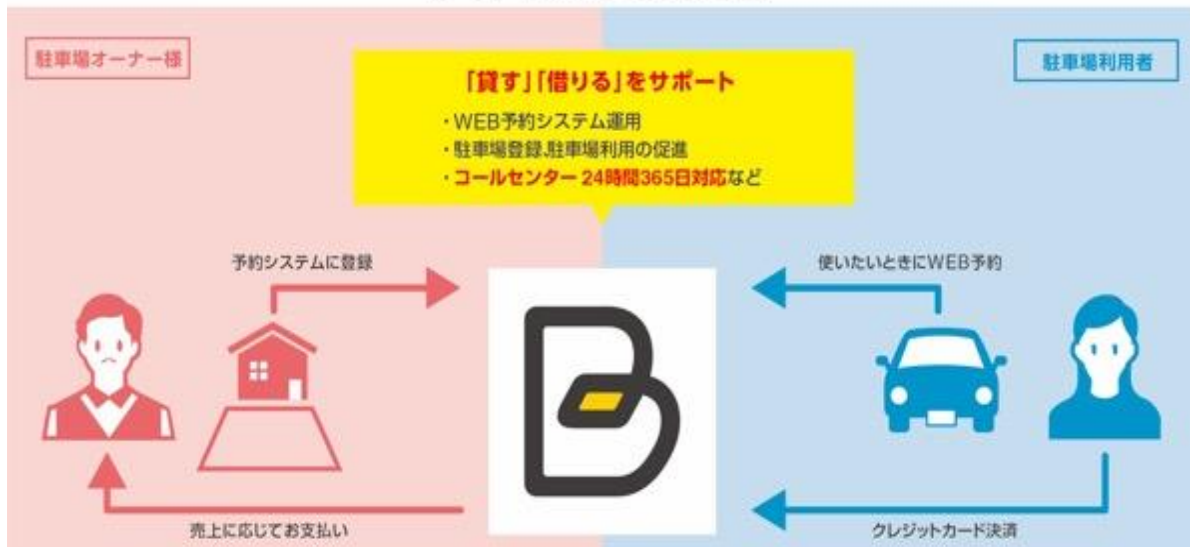 駐車場オーナー様
駐車場利用者
「貸す」「借りる」をサポート
・WEB予約システム運用
・駐車場登録、駐車場利用の促進
・コールセンター 24時間365日対応など
予約システムに登録
使いたいときにWEB予約
B
売上に応じてお支払い
クレジットカード決済